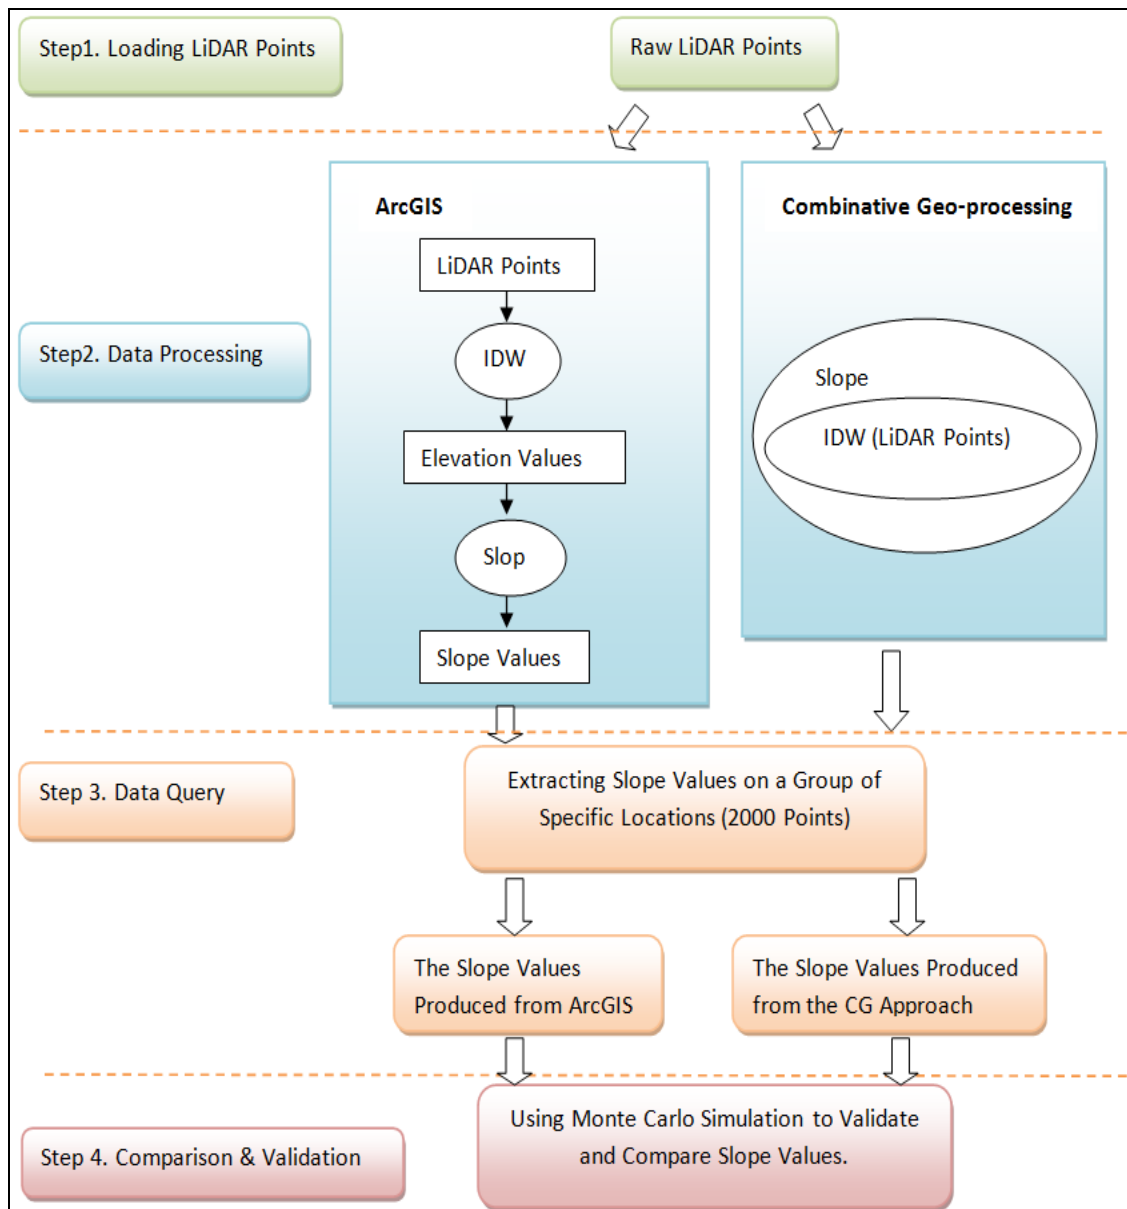 Step1. Loading LiDAR Points
Raw LiDAR Points
ArcGIS
LiDAR Points
IDW
Elevation Values
Slop
Slope Values
Combinative Geo-processing
Slope
IDW (LiDAR Points)
Step2. Data Processing
Step 3. Data Query
Extracting Slope Values on a Group of
Specific Locations (2000 Points)
The Slope Values
Produced from ArcGIS
The Slope Values Produced
from the CG Approach
Step 4. Comparison & Validation
Using Monte Carlo Simulation to Validate
and Compare Slope Values.